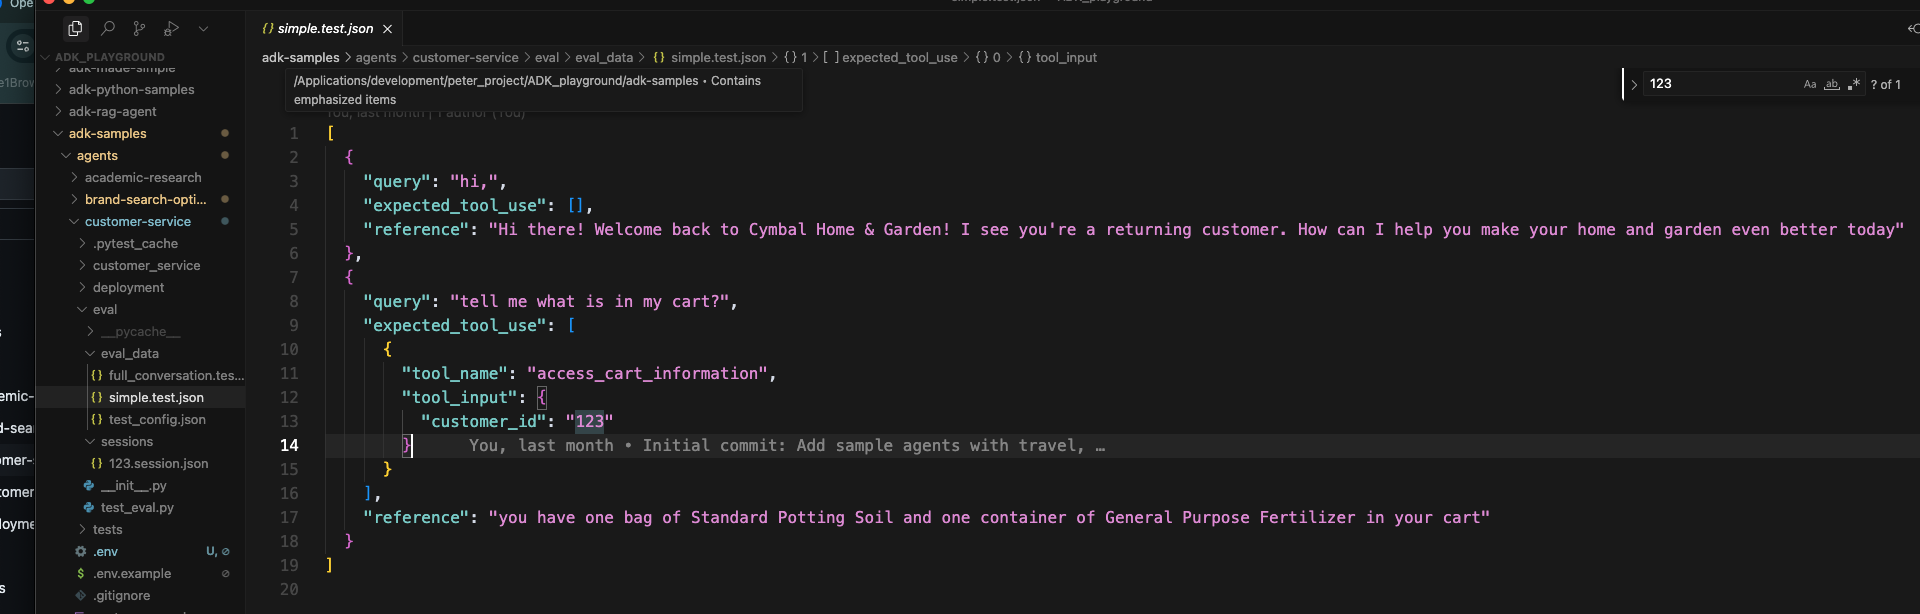 Ope
e1Brow
emic-
d-sea
omer-
tomer
loyme
s
ADK_PLAYGROUND
adk-made-simple
adk-python-samples
adk-rag-agent
adk-samples
agents
academic-research
brand-search-opti...
customer-service
.pytest_cache
customer_service
deployment
eval
__pycache__
eval_data
{} full_conversation.tes...
{} simple.test.json
{} test_config.json
sessions
{} 123.session.json
__init__.py
test_eval.py
tests
.env U,
$ .env.example
.gitignore
{} simple.test.json
adk-samples > agents > customer-service > eval > eval_data > {} simple.test.json > {} 1 > [ ] expected_tool_use > {} 0 > {} tool_input
/Applications/development/peter_project/ADK_playground/adk-samples • Contains
emphasized items
You, last month | 1 author (You)
123 Aa ab .* ? of 1
1 [
2 {
3 "query": "hi,",
4 "expected_tool_use": [],
5 "reference": "Hi there! Welcome back to Cymbal Home & Garden! I see you're a returning customer. How can I help you make your home and garden even better today"
6 },
7 {
8 "query": "tell me what is in my cart?",
9 "expected_tool_use": [
10 {
11 "tool_name": "access_cart_information",
12 "tool_input": {
13 "customer_id": "123"
14 } You, last month • Initial commit: Add sample agents with travel, …
15 }
16 ],
17 "reference": "you have one bag of Standard Potting Soil and one container of General Purpose Fertilizer in your cart"
18 }
19 ]
20